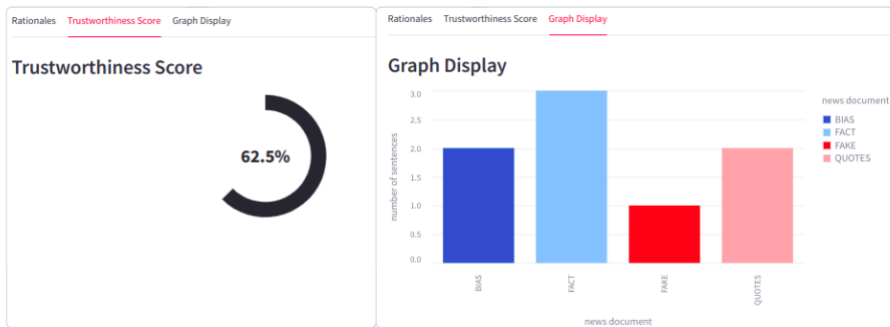 Rationales Trustworthiness Score Graph Display
Trustworthiness Score
62.5%
Rationales Trustworthiness Score Graph Display
Graph Display
number of sentences
3.0
2.5
2.0
1.5
1.0
0.5
0.0
BIAS
FACT
FAKE
QUOTES
news document
news document
BIAS
FACT
FAKE
QUOTES